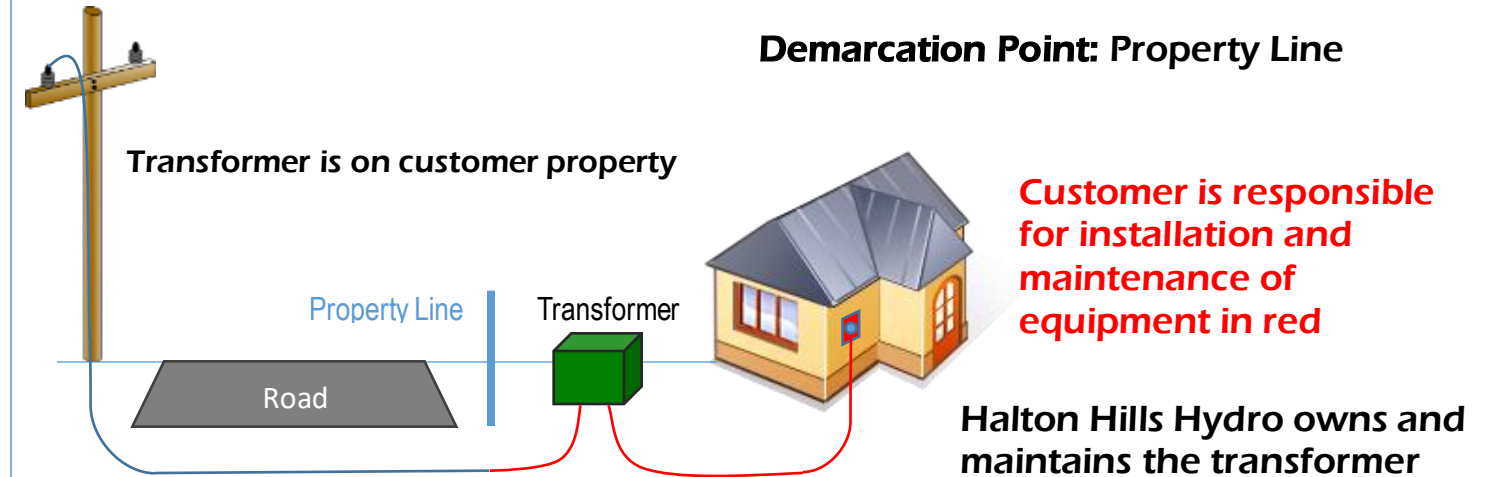 Demarcation Point: Property Line
Transformer is on customer property
Customer is responsible
for installation and
maintenance of
equipment in red
Property Line
Transformer
Road
Halton Hills Hydro owns and
maintains the transformer